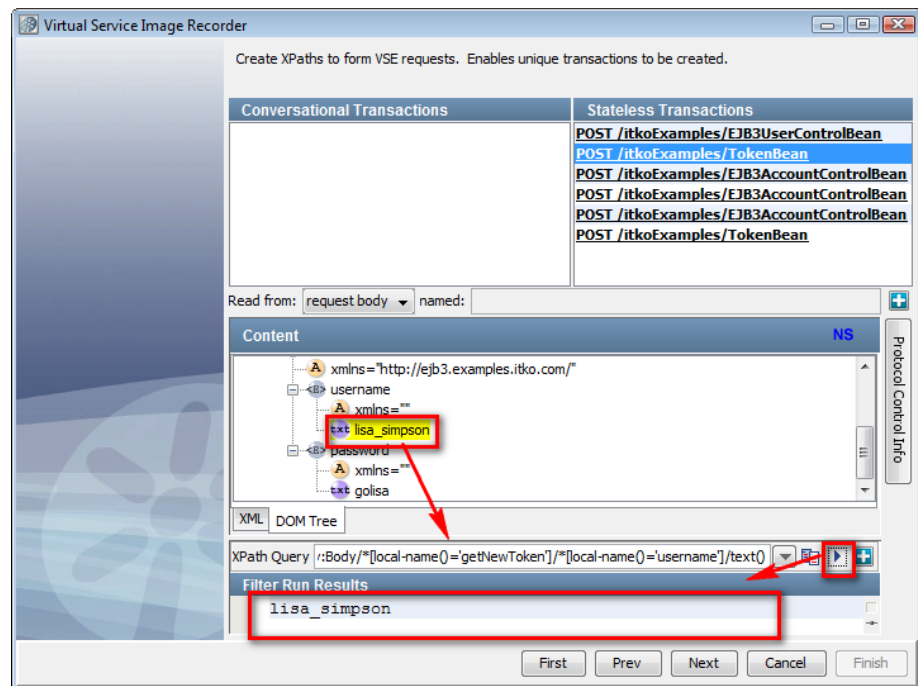 Virtual Service Image Recorder
Create XPaths to form VSE requests. Enables unique transactions to be created.
Conversational Transactions
Stateless Transactions
POST /itkoExamples/EJB3UserControlBean
POST /itkoExamples/TokenBean
POST /itkoExamples/EJB3AccountControlBean
POST /itkoExamples/EJB3AccountControlBean
POST /itkoExamples/EJB3AccountControlBean
POST /itkoExamples/TokenBean
Read from: request body named:
Content NS
Protocol Control Info
A xmlns="http://ejb3.examples.itko.com/"
<E> username
A xmlns=""
txt lisa_simpson
<E> password
A xmlns=""
txt golisa
XML DOM Tree
XPath Query :Body/*[local-name()='getNewToken']/*[local-name()='username']/text()
Filter Run Results
lisa_simpson
First Prev Next Cancel Finish